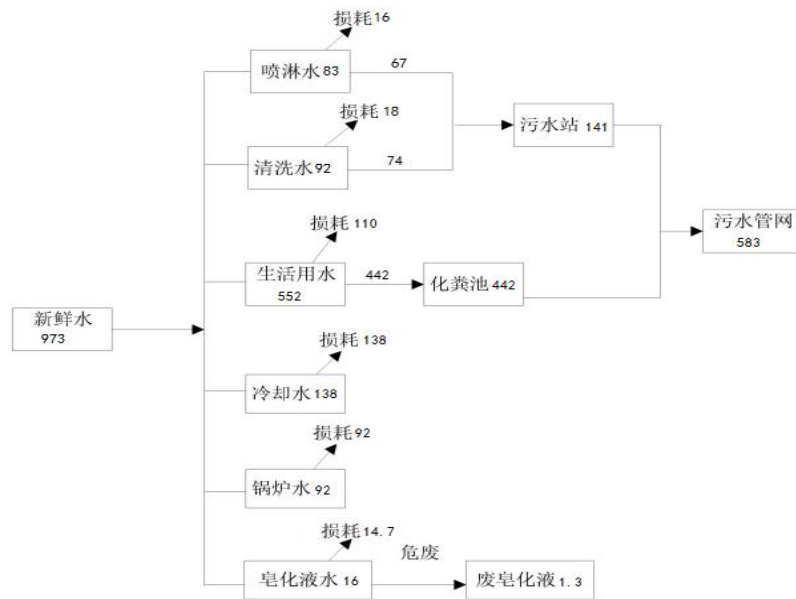 损耗16
喷淋水83
67
损耗18
清洗水92
74
污水站 141
污水管网
583
损耗110
生活用水
552
442
化粪池442
新鲜水
973
损耗138
冷却水138
损耗92
锅炉水92
损耗14.7
皂化液水16
危废
废皂化液1.3